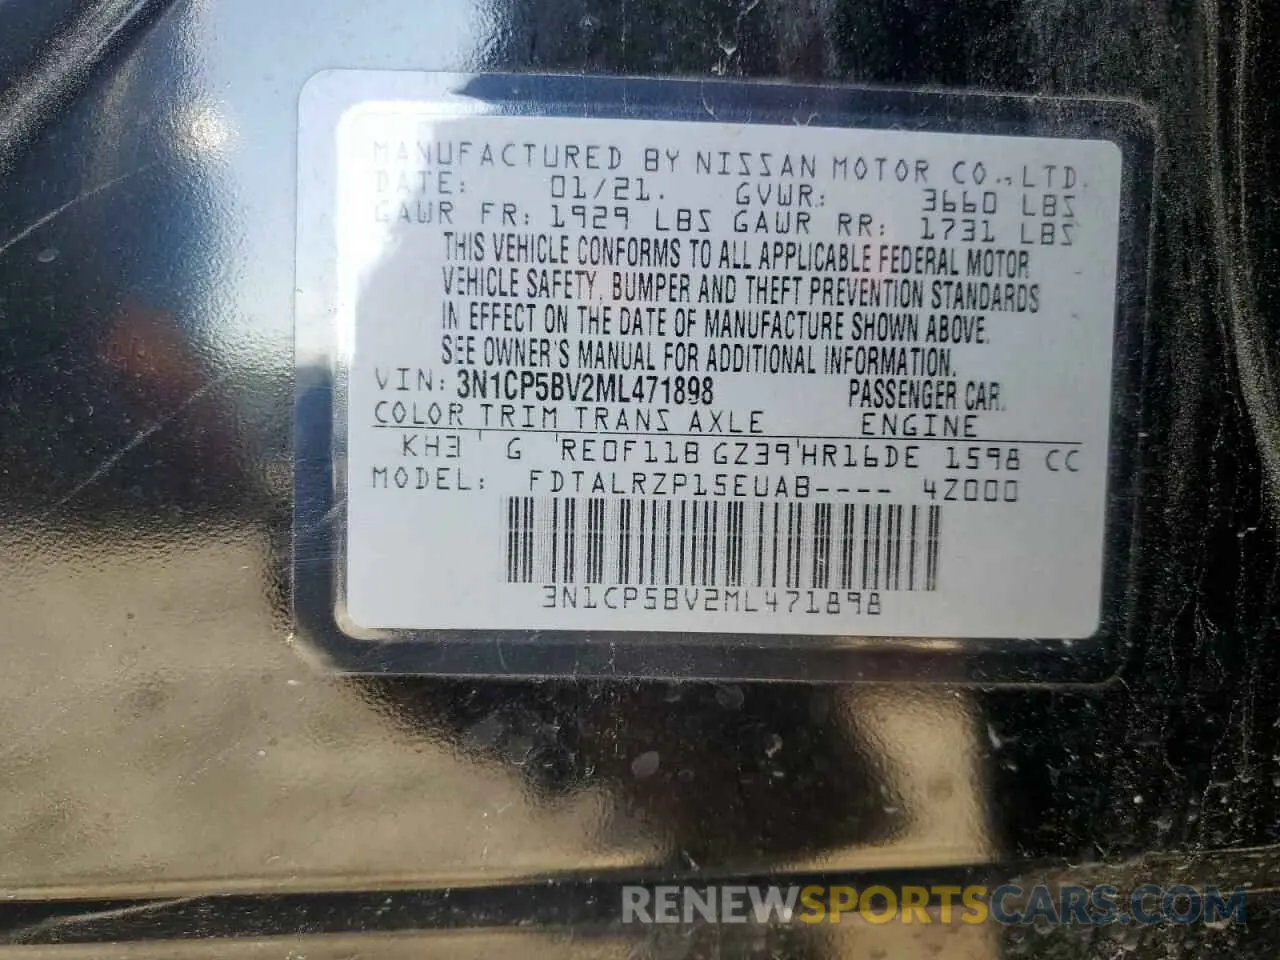 MANUFACTURED BY NISSAN MOTOR CO., LTD.
DATE: 01/21. GVWR: 3660 LBS
GAWR FR: 1929 LBS GAWR RR: 1731 LBS
THIS VEHICLE CONFORMS TO ALL APPLICABLE FEDERAL MOTOR
VEHICLE SAFETY, BUMPER AND THEFT PREVENTION STANDARDS
IN EFFECT ON THE DATE OF MANUFACTURE SHOWN ABOVE.
SEE OWNER'S MANUAL FOR ADDITIONAL INFORMATION.
VIN: 3N1CP5BV2ML471898 PASSENGER CAR.
COLOR TRIM TRANS AXLE ENGINE
KH3 ' G 'RE0F11B GZ39'HR16DE 1598 CC
MODEL: FDTALRZP15EUAB---- 42000
3N1CP5BV2ML471898
RENEWSPORTSCARS.COM